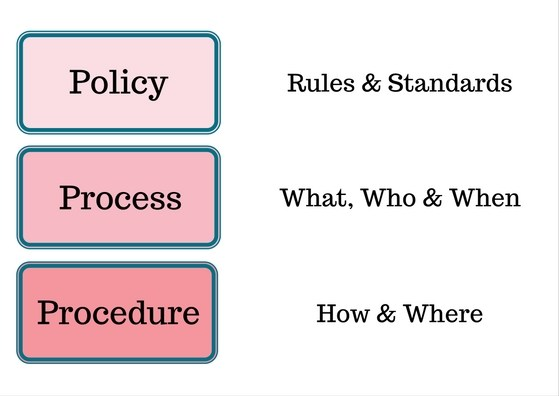 Policy
Rules & Standards
Process
What, Who & When
Procedure
How & Where